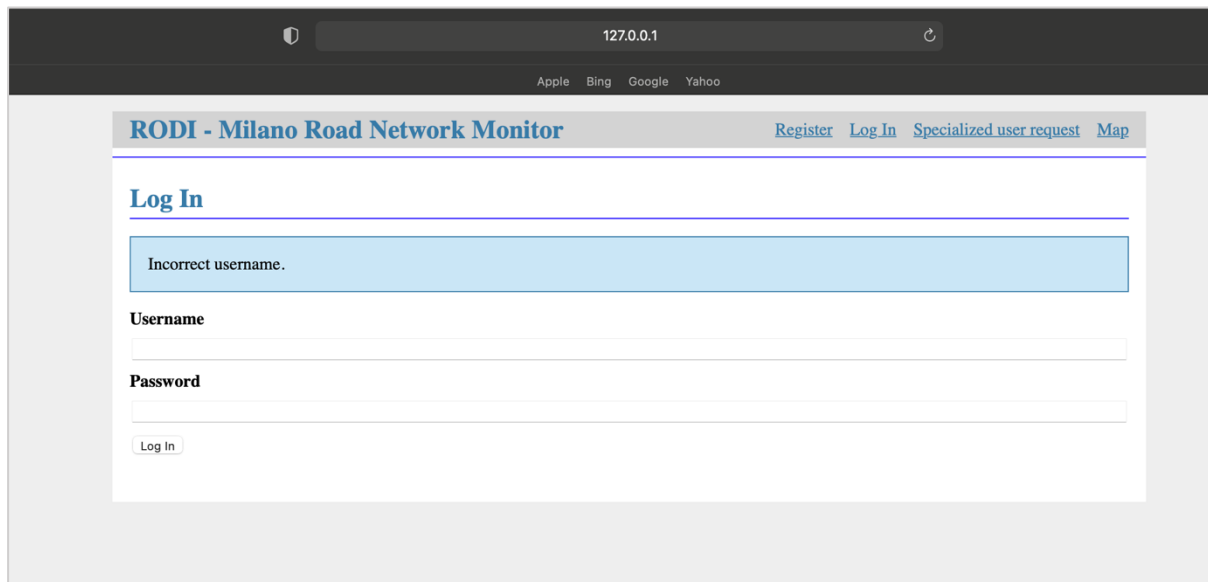 127.0.0.1
Apple Bing Google Yahoo
RODI - Milano Road Network Monitor Register Log In Specialized user request Map
Log In
Incorrect username.
Username
Password
Log In